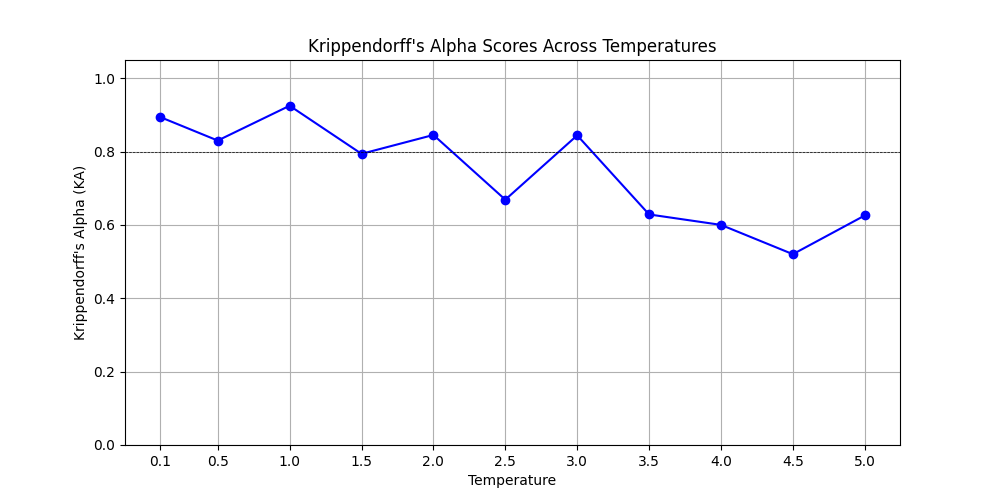 Krippendorff's Alpha Scores Across Temperatures
Krippendorff's Alpha (KA)
1.0
0.8
0.6
0.4
0.2
0.0
0.1 0.5 1.0 1.5 2.0 2.5 3.0 3.5 4.0 4.5 5.0
Temperature